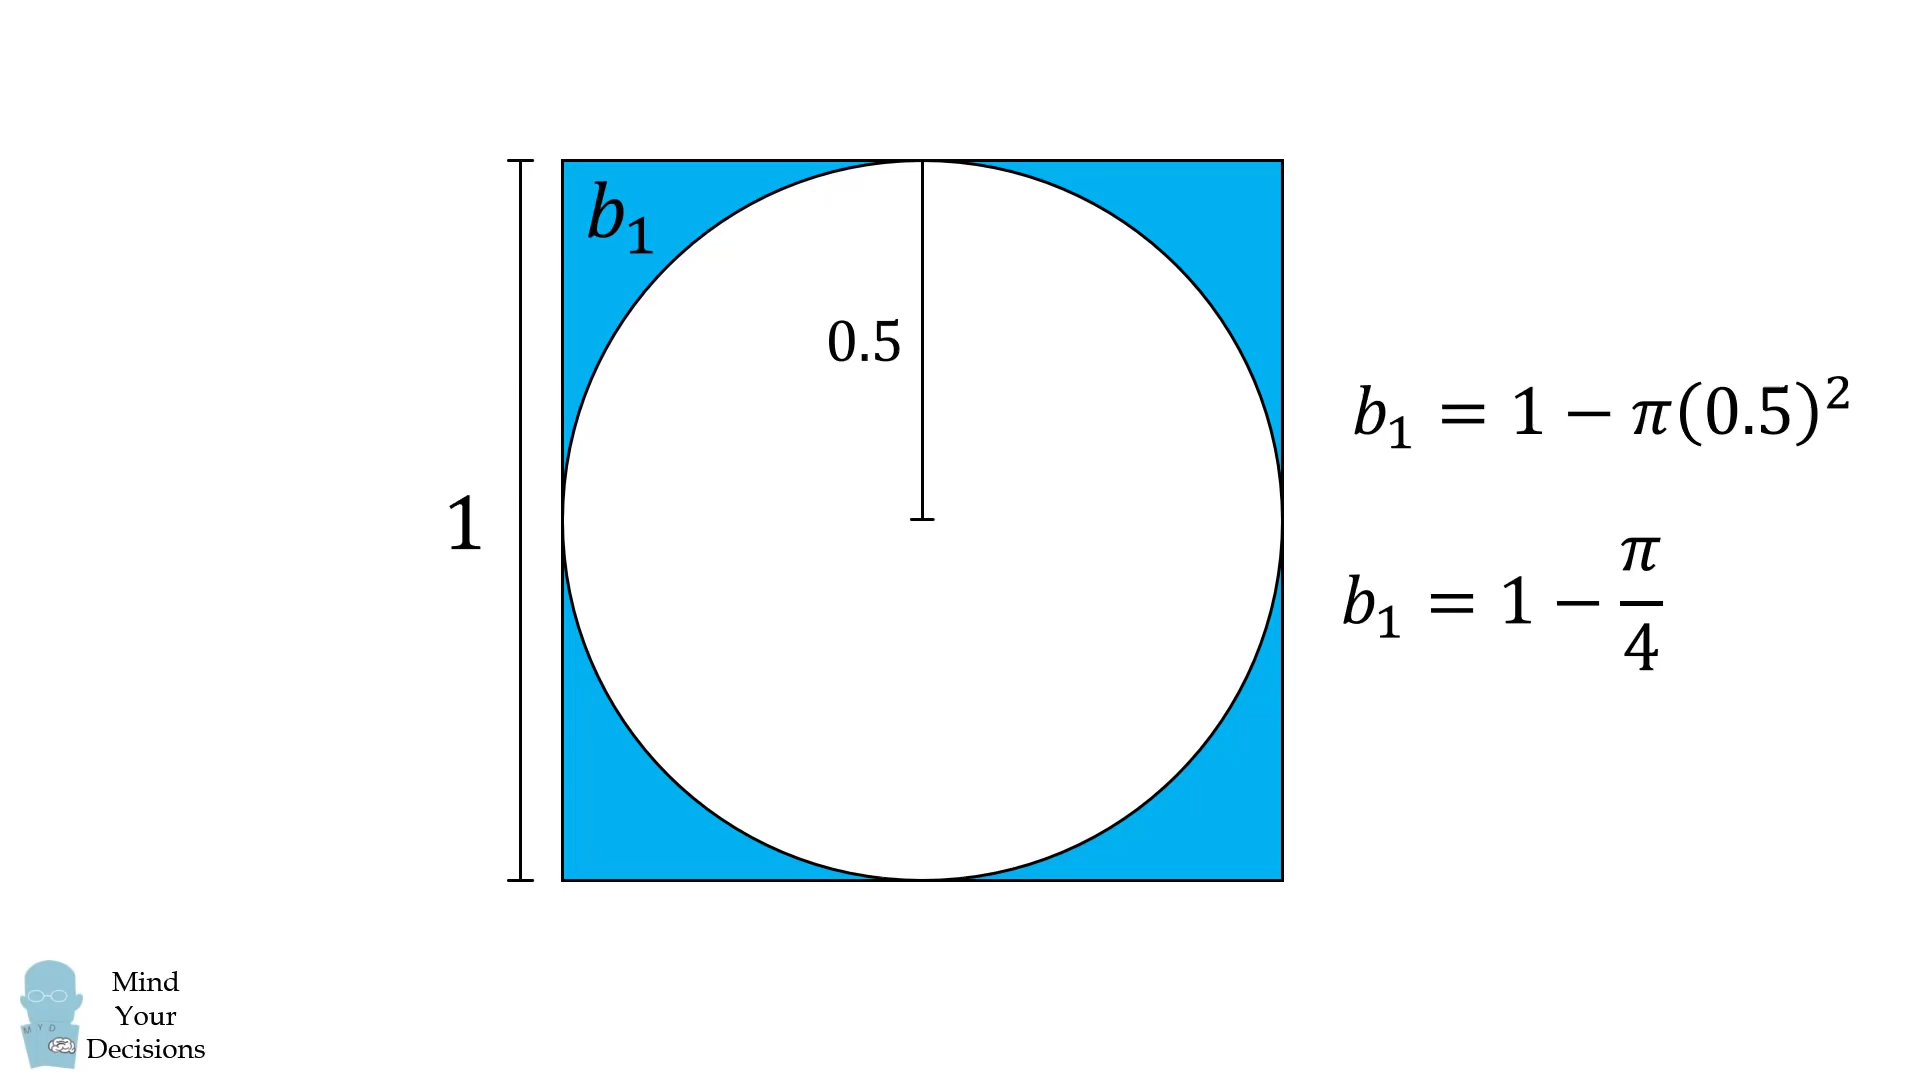 b₁
0.5
1
b₁ = 1 − π(0.5)²
b₁ = 1 − π/4
M Y D
Mind
Your
Decisions